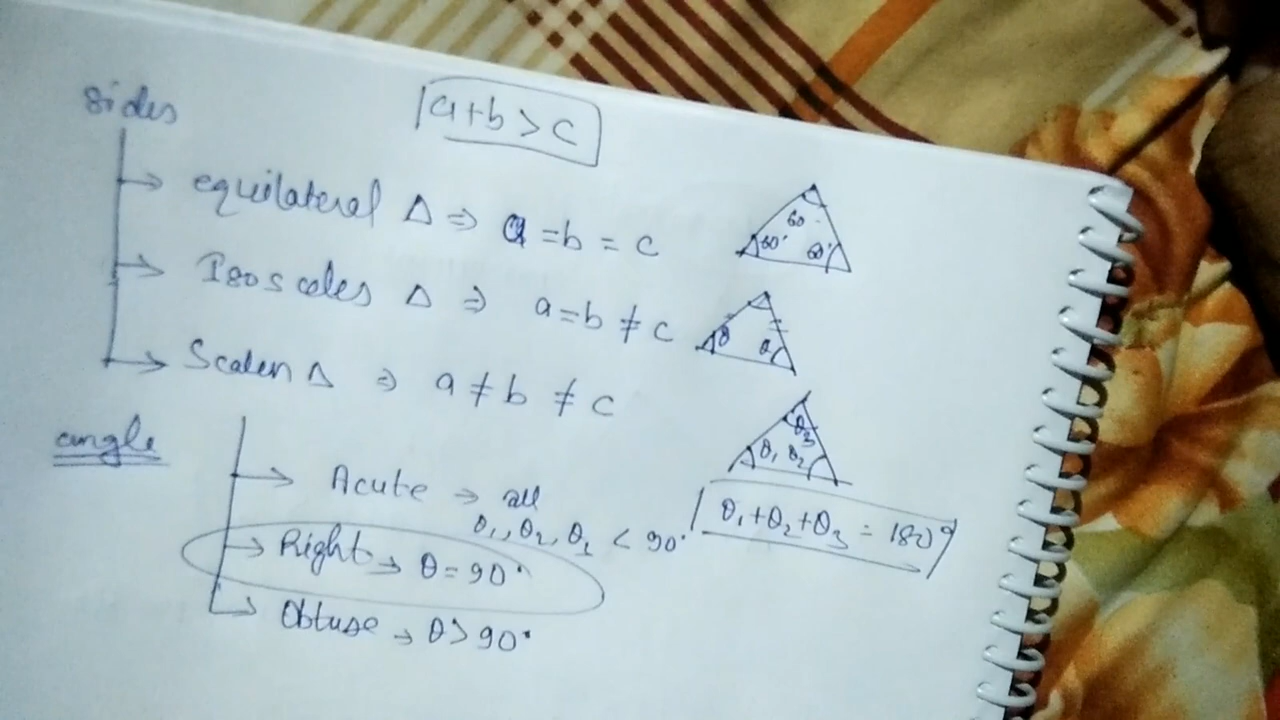 sides
a+b > c
equilateral Δ ⇒ a = b = c
60° 60° 60°
Isosceles Δ ⇒ a = b ≠ c
θ θ
Scalen Δ ⇒ a ≠ b ≠ c
θ₃
θ₁ θ₂
angle
Acute → all
θ₁, θ₂, θ₃ < 90°
θ₁+θ₂+θ₃ = 180°
Right → θ = 90°
Obtuse → θ > 90°